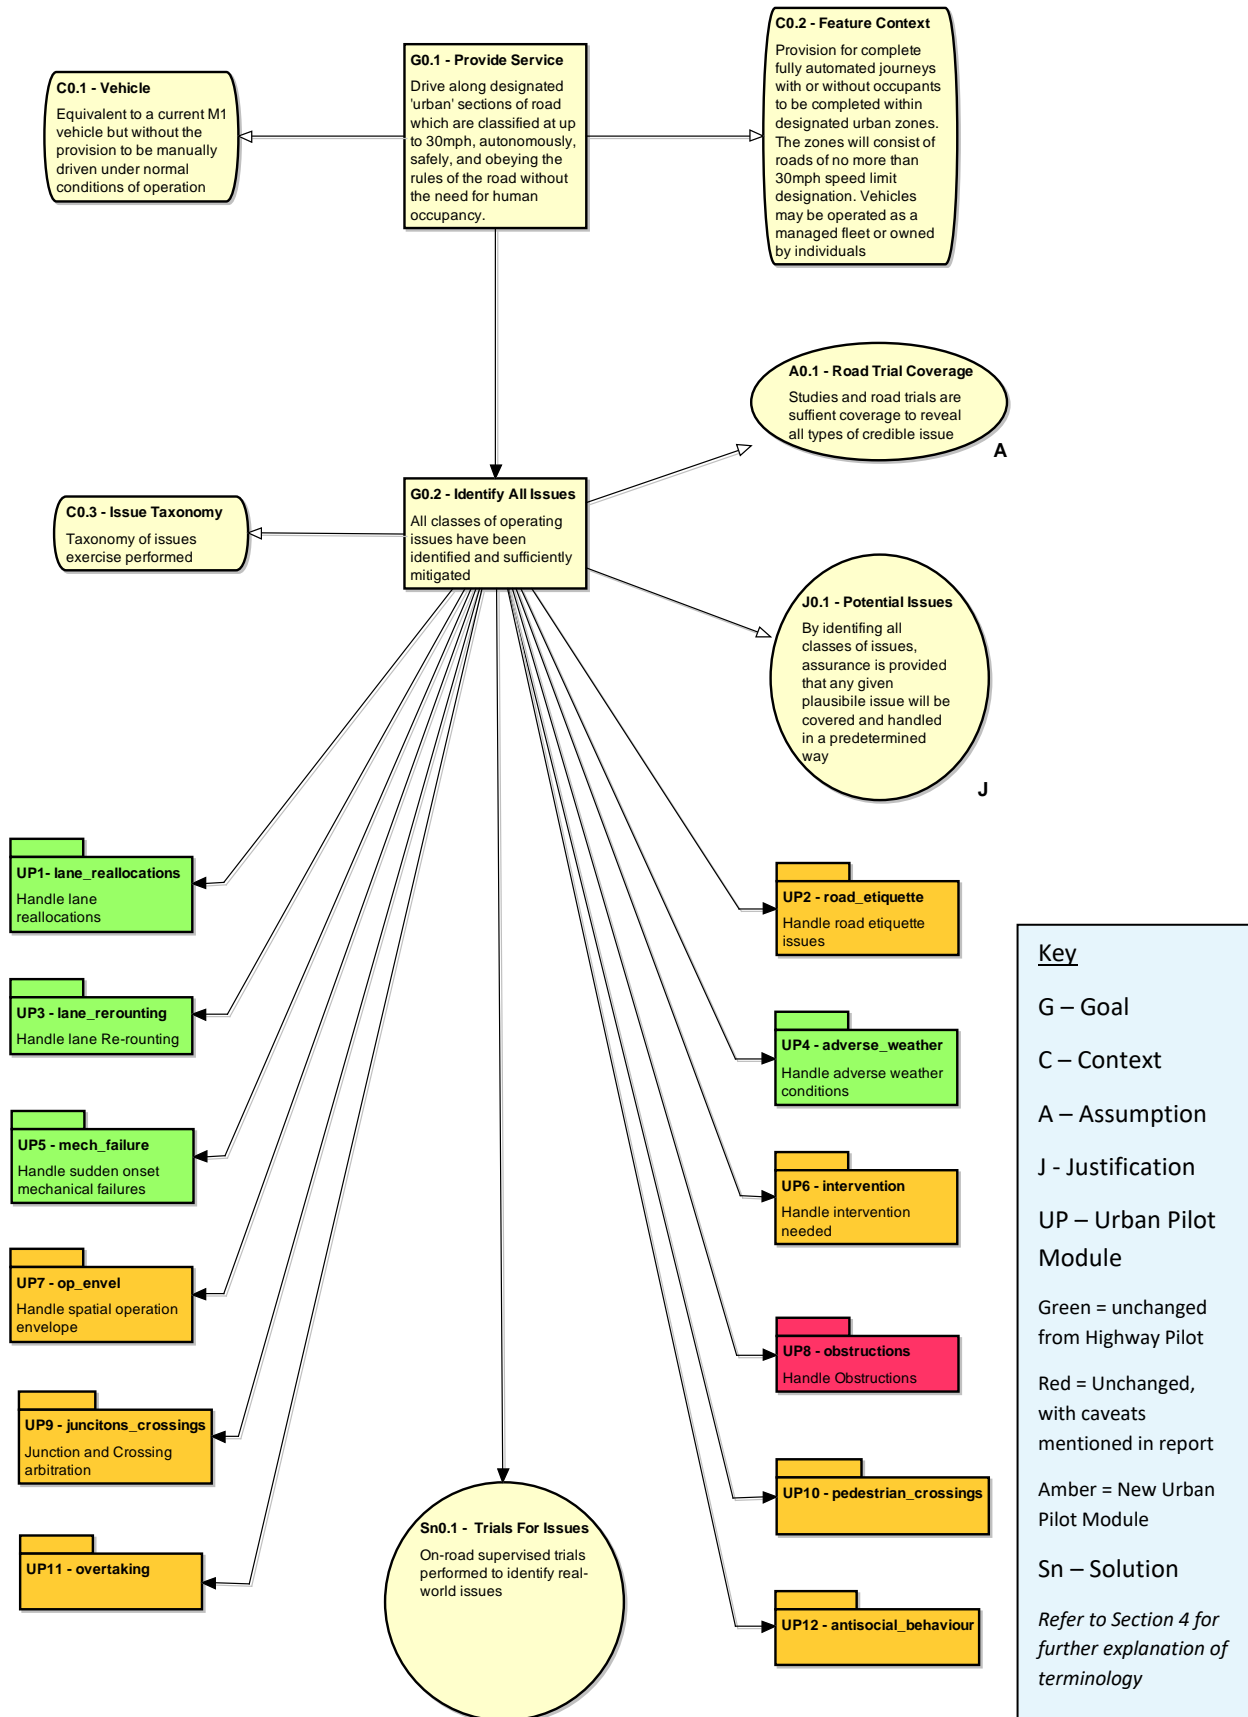 C0.1 - Vehicle
Equivalent to a current M1
vehicle but without the
provision to be manually
driven under normal
conditions of operation
G0.1 - Provide Service
Drive along designated
'urban' sections of road
which are classified at up
to 30mph, autonomously,
safely, and obeying the
rules of the road without
the need for human
occupancy.
C0.2 - Feature Context
Provision for complete
fully automated journeys
with or without occupants
to be completed within
designated urban zones.
The zones will consist of
roads of no more than
30mph speed limit
designation. Vehicles
may be operated as a
managed fleet or owned
by individuals
A0.1 - Road Trial Coverage
Studies and road trials are
suffient coverage to reveal
all types of credible issue
A
C0.3 - Issue Taxonomy
Taxonomy of issues
exercise performed
G0.2 - Identify All Issues
All classes of operating
issues have been
identified and sufficiently
mitigated
J0.1 - Potential Issues
By identifing all
classes of issues,
assurance is provided
that any given
plausibile issue will be
covered and handled
in a predetermined
way
J
UP1- lane_reallocations
Handle lane
reallocations
UP2 - road_etiquette
Handle road etiquette
issues
UP3 - lane_rerounting
Handle lane Re-rounting
UP4 - adverse_weather
Handle adverse weather
conditions
UP5 - mech_failure
Handle sudden onset
mechanical failures
UP6 - intervention
Handle intervention
needed
UP7 - op_envel
Handle spatial operation
envelope
UP8 - obstructions
Handle Obstructions
UP9 - juncitons_crossings
Junction and Crossing
arbitration
UP10 - pedestrian_crossings
UP11 - overtaking
Sn0.1 - Trials For Issues
On-road supervised trials
performed to identify real-
world issues
UP12 - antisocial_behaviour
Key
G – Goal
C – Context
A – Assumption
J - Justification
UP – Urban Pilot
Module
Green = unchanged
from Highway Pilot
Red = Unchanged,
with caveats
mentioned in report
Amber = New Urban
Pilot Module
Sn – Solution
Refer to Section 4 for
further explanation of
terminology